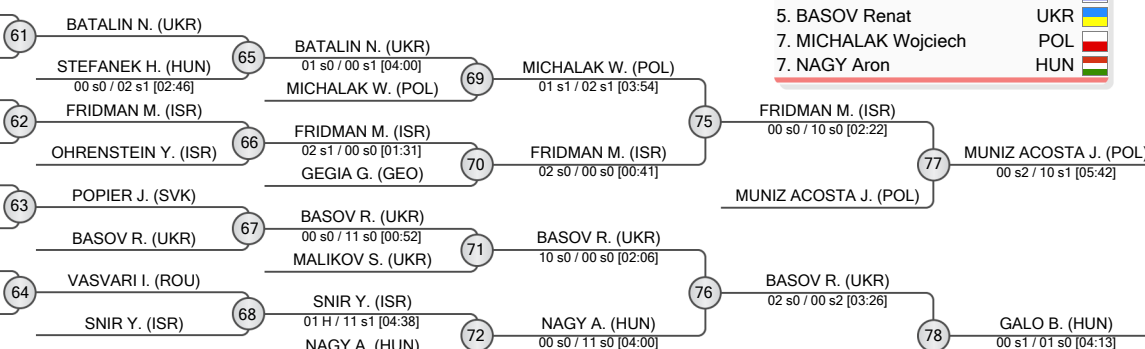 5. BASOV Renat UKR
7. MICHALAK Wojciech POL
7. NAGY Aron HUN
61
BATALIN N. (UKR)
STEFANEK H. (HUN)
00 s0 / 02 s1 [02:46]
62
FRIDMAN M. (ISR)
OHRENSTEIN Y. (ISR)
63
POPIER J. (SVK)
BASOV R. (UKR)
64
VASVARI I. (ROU)
SNIR Y. (ISR)
65
BATALIN N. (UKR)
01 s0 / 00 s1 [04:00]
MICHALAK W. (POL)
66
FRIDMAN M. (ISR)
02 s1 / 00 s0 [01:31]
GEGIA G. (GEO)
67
BASOV R. (UKR)
00 s0 / 11 s0 [00:52]
MALIKOV S. (UKR)
68
SNIR Y. (ISR)
01 H / 11 s1 [04:38]
NAGY A. (HUN)
69
MICHALAK W. (POL)
01 s1 / 02 s1 [03:54]
70
FRIDMAN M. (ISR)
02 s0 / 00 s0 [00:41]
71
BASOV R. (UKR)
10 s0 / 00 s0 [02:06]
72
NAGY A. (HUN)
00 s0 / 11 s0 [04:00]
75
FRIDMAN M. (ISR)
00 s0 / 10 s0 [02:22]
MUNIZ ACOSTA J. (POL)
76
BASOV R. (UKR)
02 s0 / 00 s2 [03:26]
77
MUNIZ ACOSTA J. (POL)
00 s2 / 10 s1 [05:42]
78
GALO B. (HUN)
00 s1 / 01 s0 [04:13]